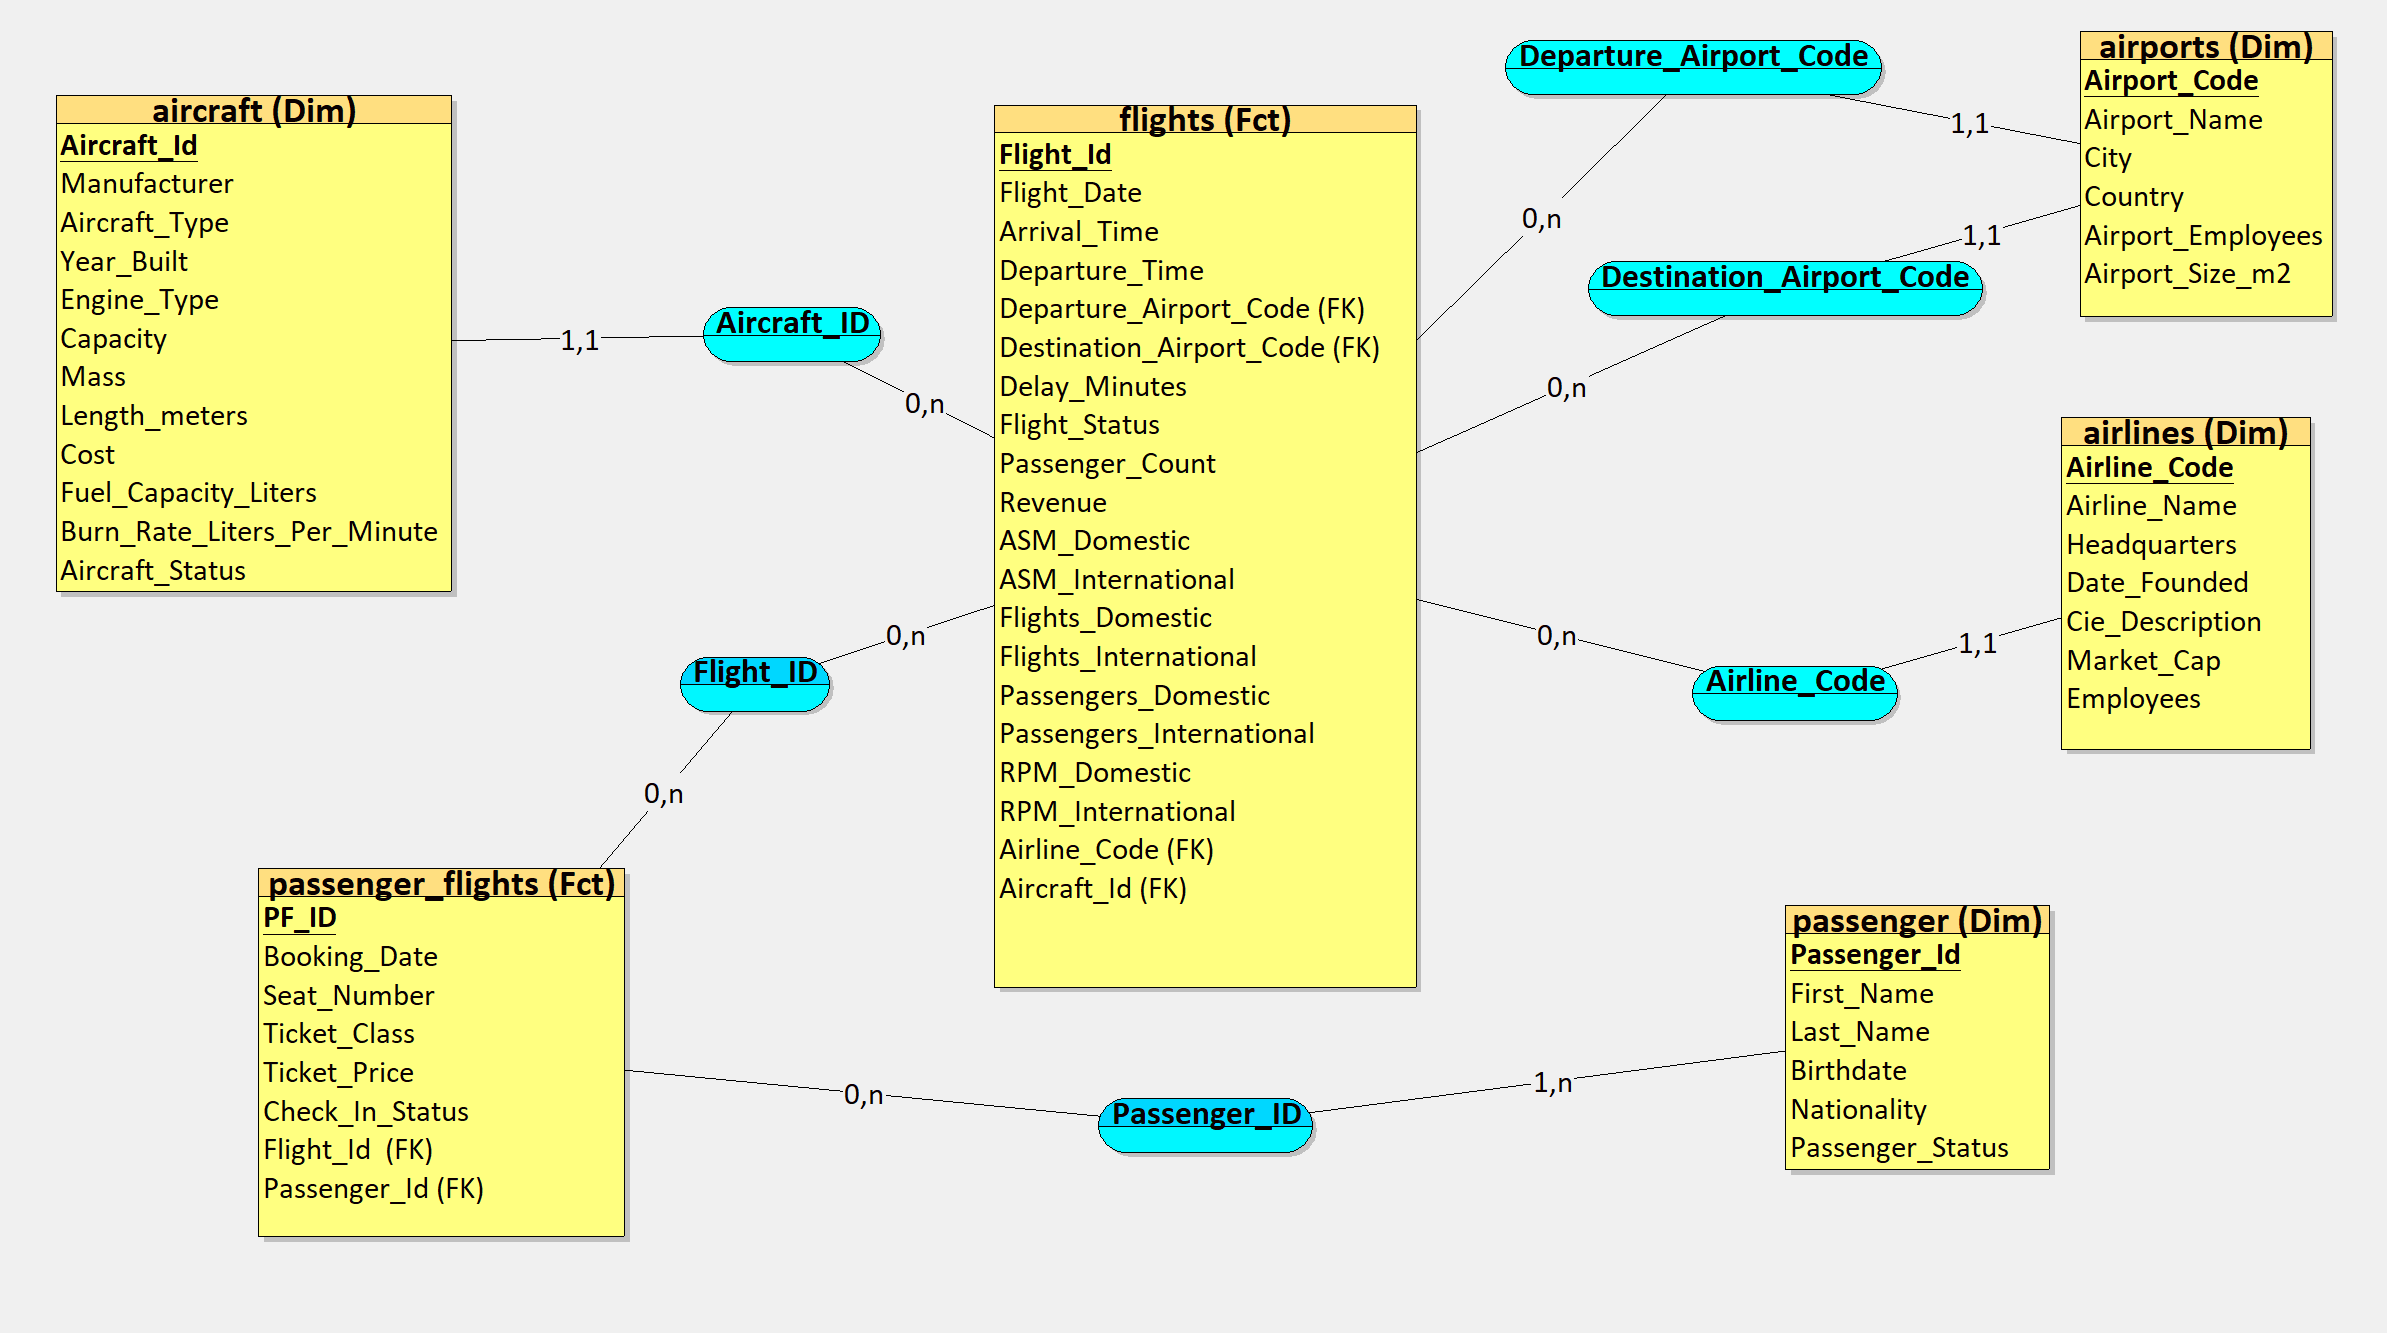 aircraft (Dim)
Aircraft_Id
Manufacturer
Aircraft_Type
Year_Built
Engine_Type
Capacity
Mass
Length_meters
Cost
Fuel_Capacity_Liters
Burn_Rate_Liters_Per_Minute
Aircraft_Status
1,1
Aircraft_ID
0,n
flights (Fct)
Flight_Id
Flight_Date
Arrival_Time
Departure_Time
Departure_Airport_Code (FK)
Destination_Airport_Code (FK)
Delay_Minutes
Flight_Status
Passenger_Count
Revenue
ASM_Domestic
ASM_International
Flights_Domestic
Flights_International
Passengers_Domestic
Passengers_International
RPM_Domestic
RPM_International
Airline_Code (FK)
Aircraft_Id (FK)
Departure_Airport_Code
1,1
0,n
Destination_Airport_Code
1,1
0,n
airports (Dim)
Airport_Code
Airport_Name
City
Country
Airport_Employees
Airport_Size_m2
airlines (Dim)
Airline_Code
Airline_Name
Headquarters
Date_Founded
Cie_Description
Market_Cap
Employees
0,n
Airline_Code
1,1
0,n
Flight_ID
0,n
passenger_flights (Fct)
PF_ID
Booking_Date
Seat_Number
Ticket_Class
Ticket_Price
Check_In_Status
Flight_Id  (FK)
Passenger_Id (FK)
0,n
Passenger_ID
1,n
passenger (Dim)
Passenger_Id
First_Name
Last_Name
Birthdate
Nationality
Passenger_Status